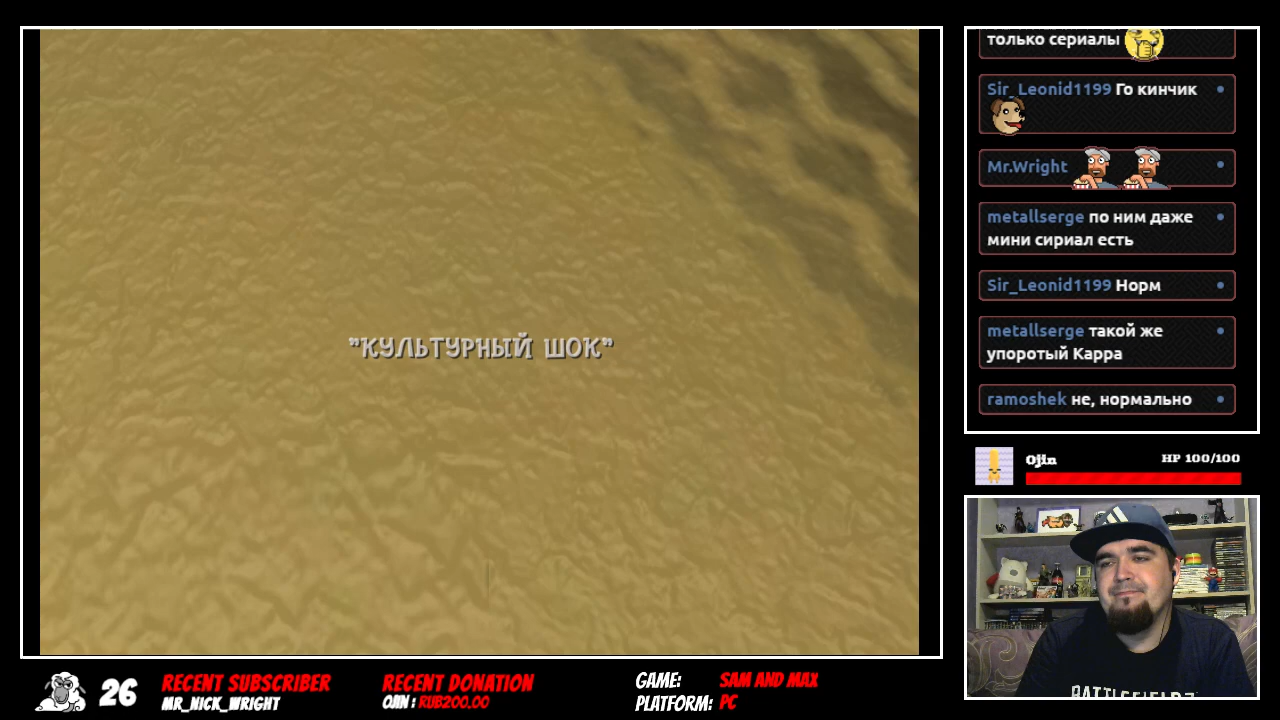 "КУЛЬТУРНЫЙ ШОК"
только сериалы
Sir_Leonid1199 Го кинчик
Mr.Wright
metallserge по ним даже
мини сириал есть
Sir_Leonid1199 Норм
metallserge такой же
упоротый Карра
ramoshek не, нормально
Ojin HP 100/100
26
RECENT SUBSCRIBER
MR_NICK_WRIGHT
RECENT DONATION
OJIN : RUB200.00
GAME: SAM AND MAX
PLATFORM: PC